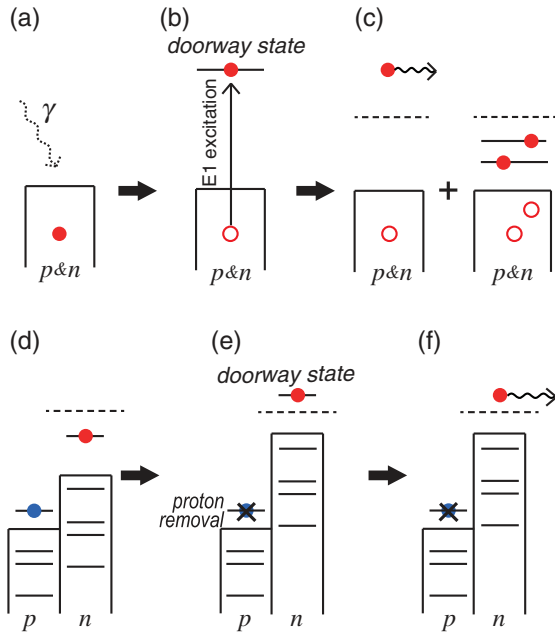 (a)
(b)
(c)
doorway state
γ
E1 excitation
+
p&n
p&n
p&n
p&n
(d)
(e)
(f)
doorway state
proton
removal
p
n
p
n
p
n